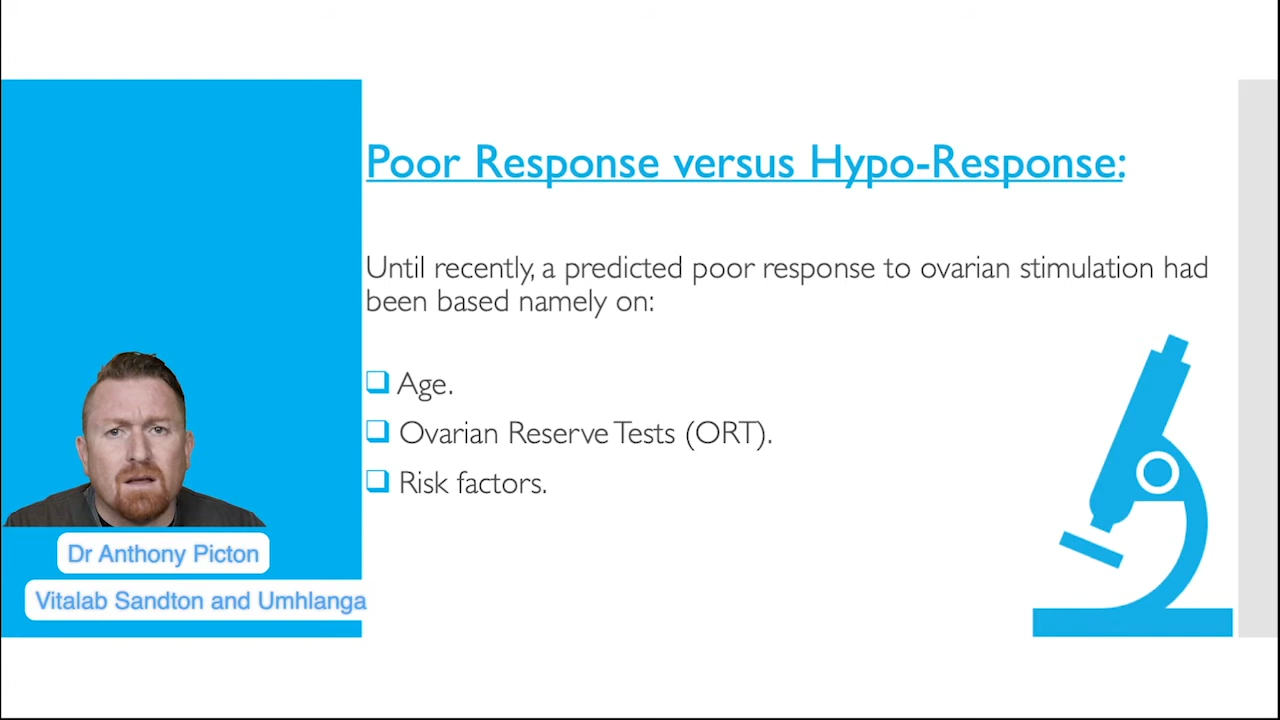 Poor Response versus Hypo-Response:
Until recently, a predicted poor response to ovarian stimulation had
been based namely on:
❑ Age.
❑ Ovarian Reserve Tests (ORT).
❑ Risk factors.
Dr Anthony Picton
Vitalab Sandton and Umhlanga